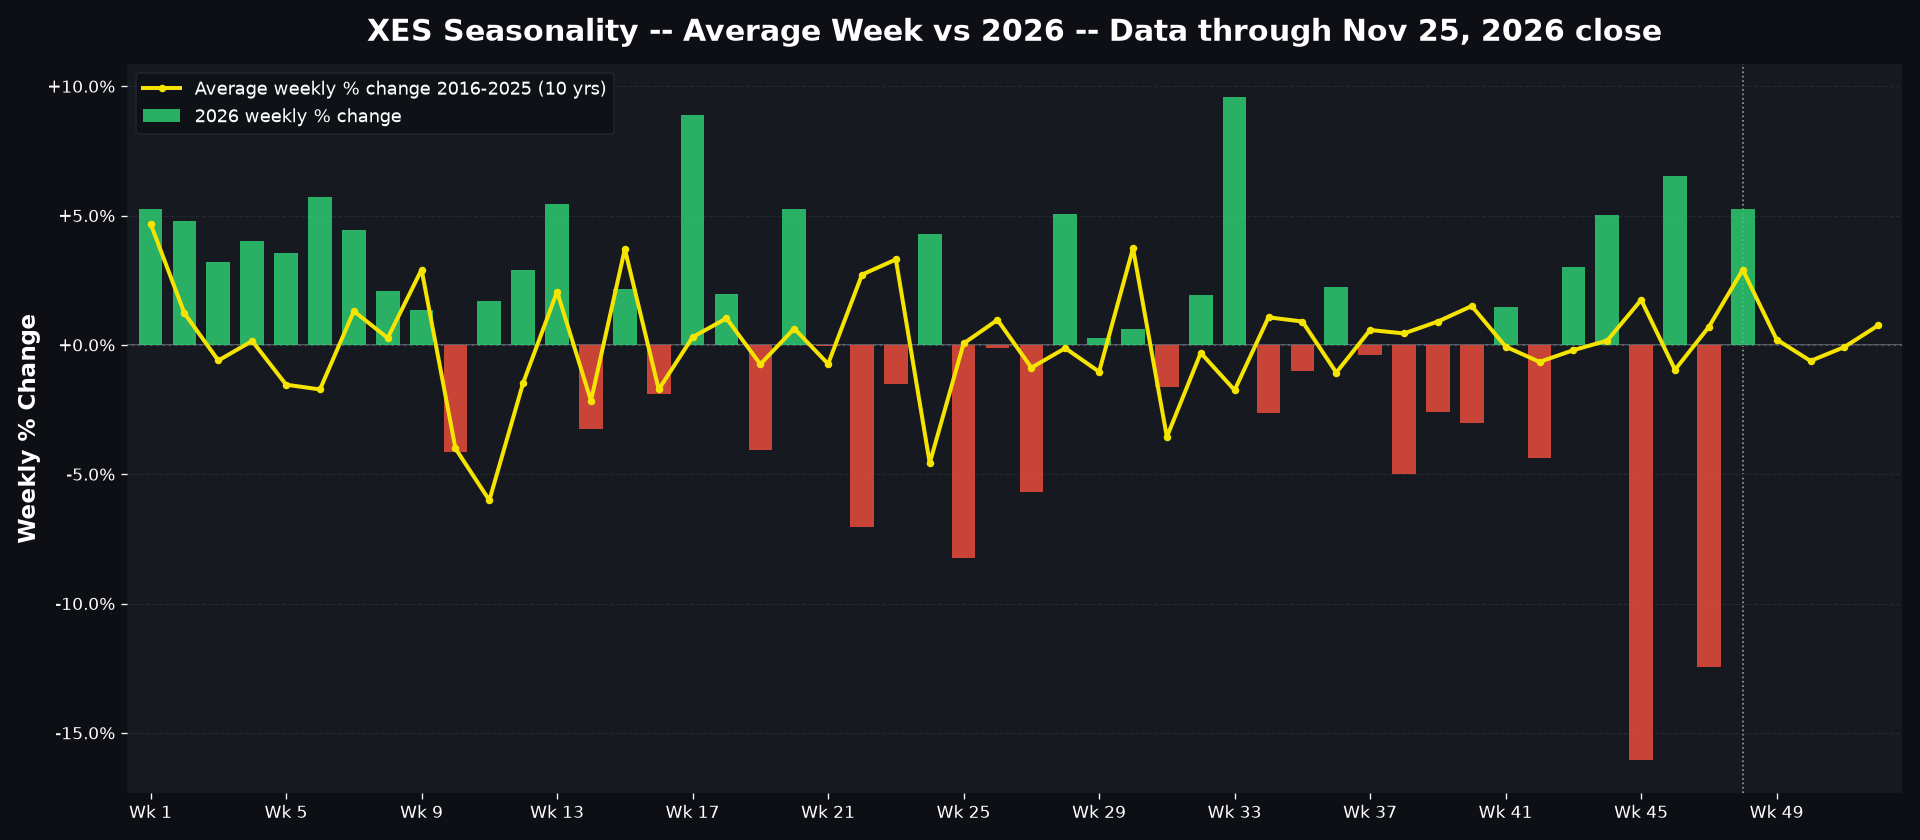 XES Seasonality -- Average Week vs 2026 -- Data through Nov 25, 2026 close
Average weekly % change 2016-2025 (10 yrs)
2026 weekly % change
Weekly % Change
+10.0%
+5.0%
+0.0%
-5.0%
-10.0%
-15.0%
Wk 1 Wk 5 Wk 9 Wk 13 Wk 17 Wk 21 Wk 25 Wk 29 Wk 33 Wk 37 Wk 41 Wk 45 Wk 49